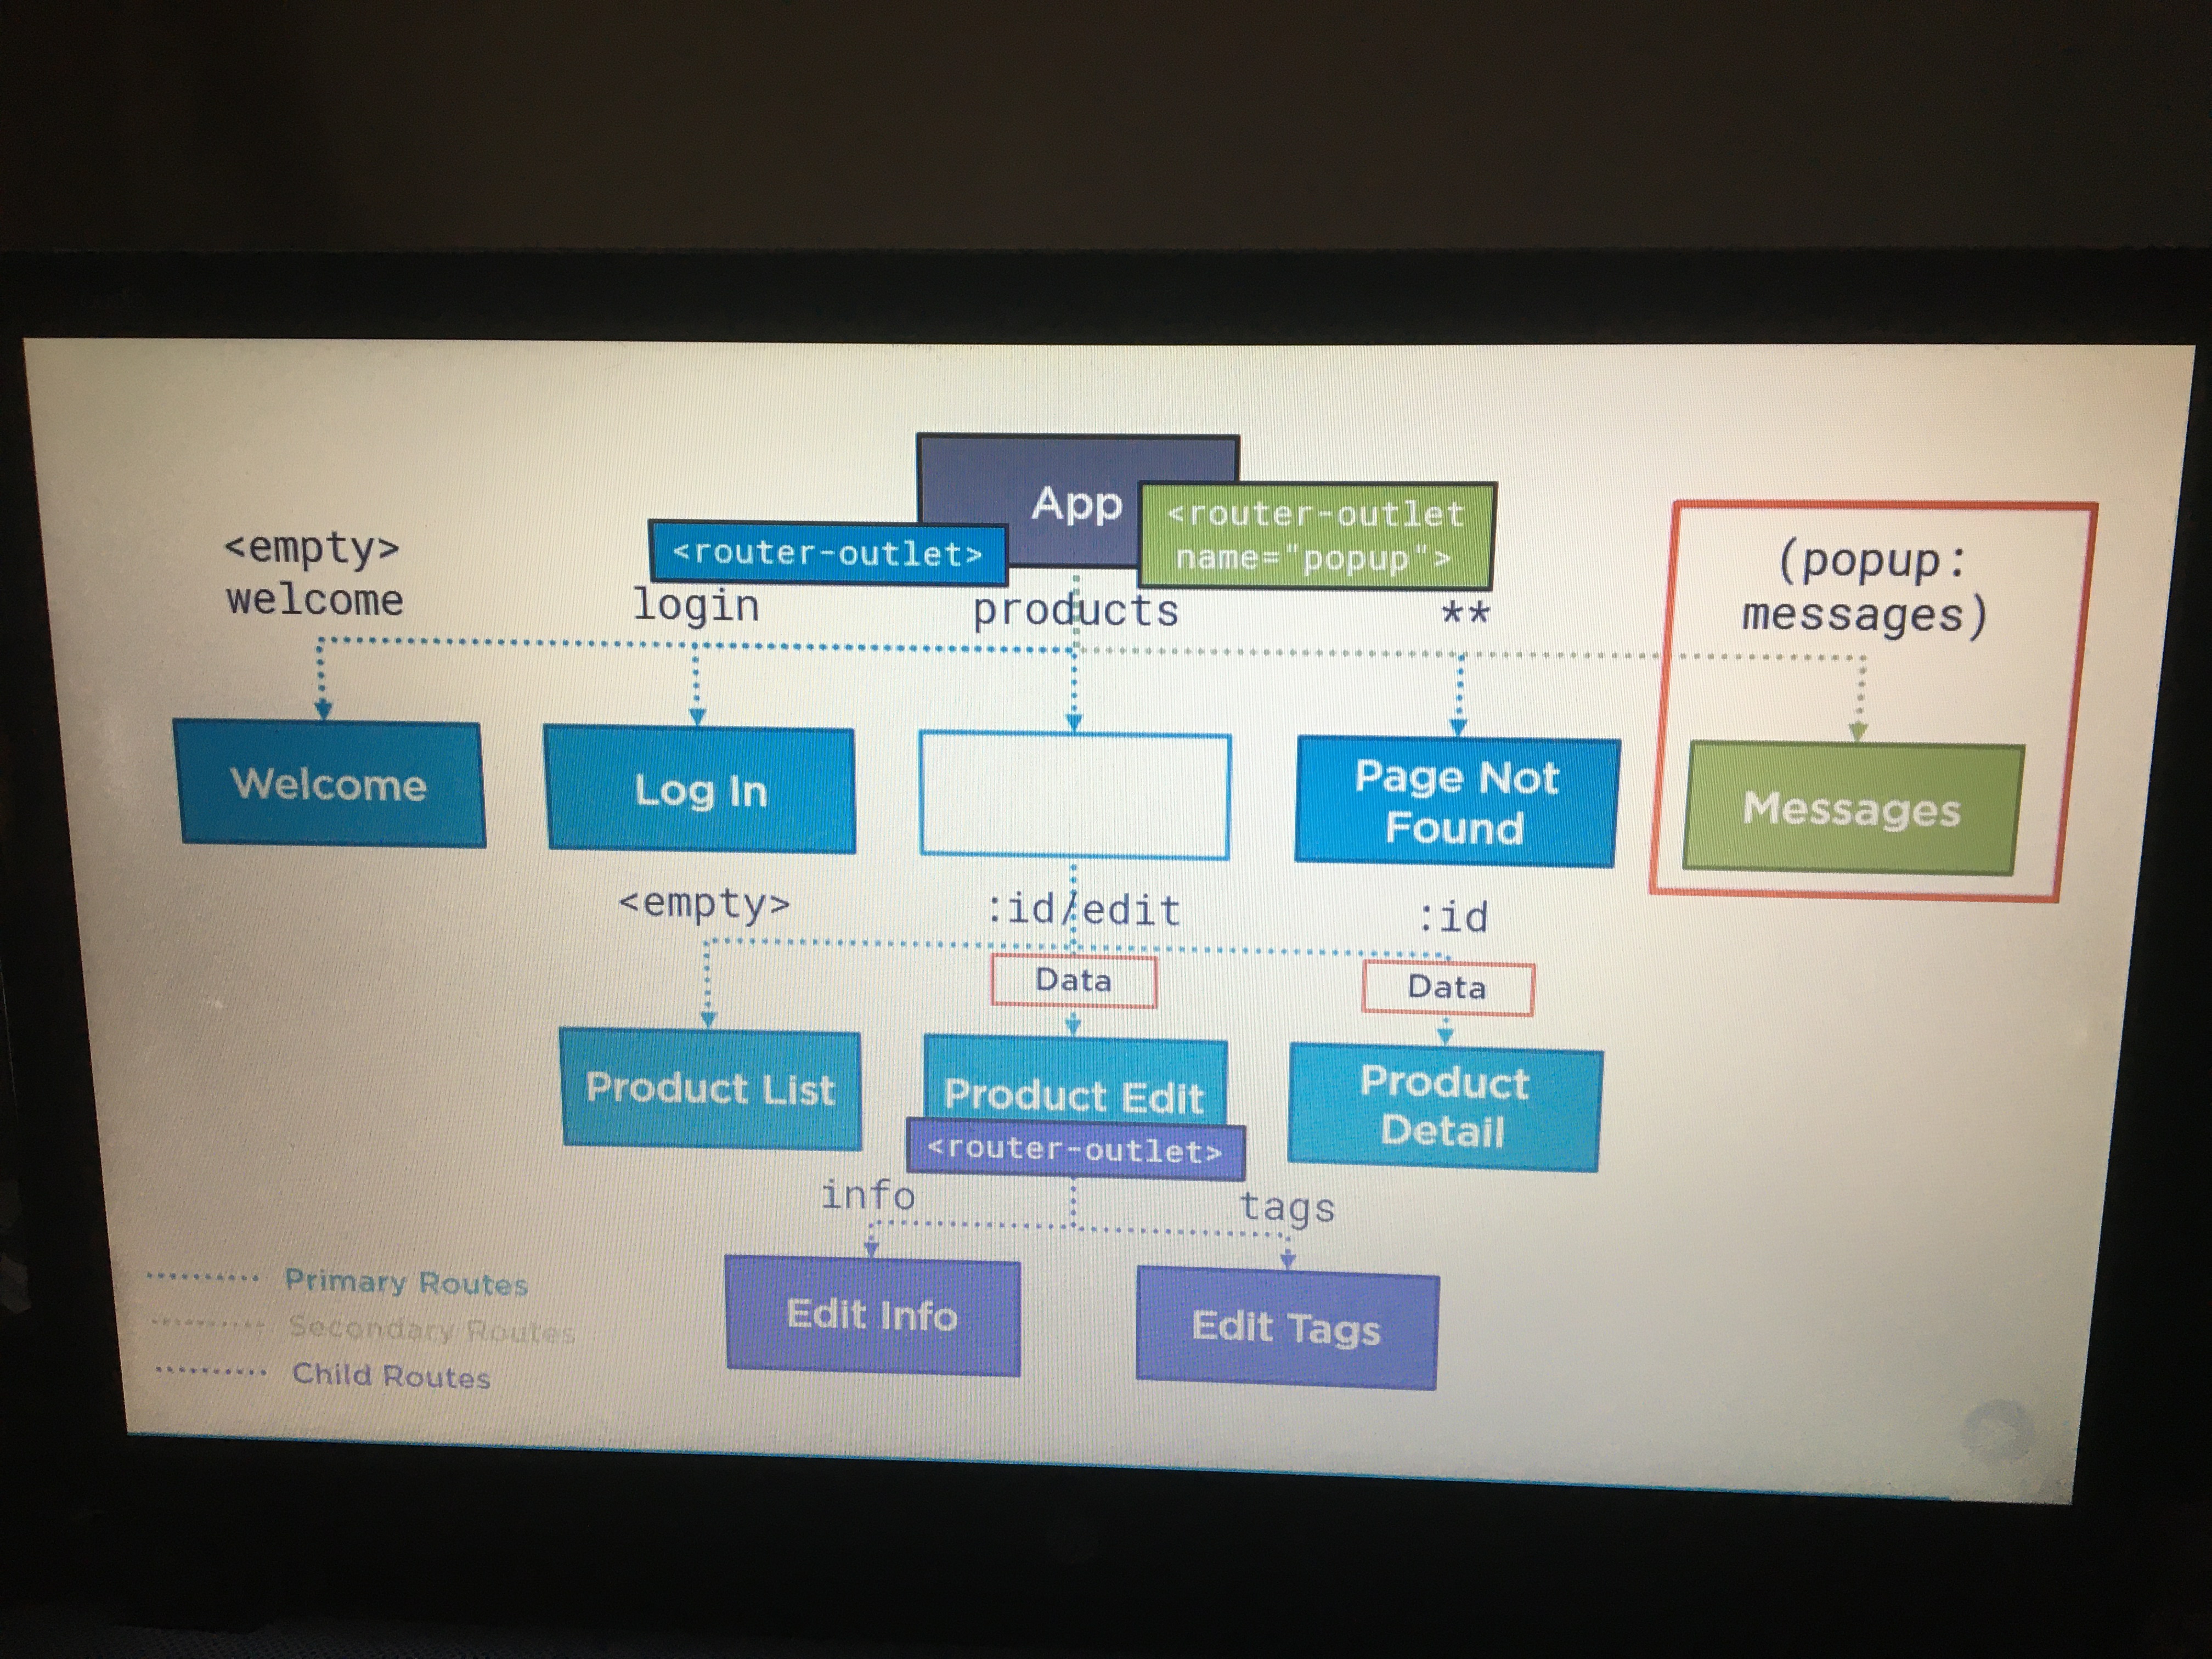 App
<router-outlet>
<router-outlet
name="popup">
<empty>
welcome
login
products
**
(popup:
messages)
Welcome
Log In
Page Not
Found
Messages
<empty>
:id/edit
:id
Data
Data
Product List
Product Edit
Product
Detail
<router-outlet>
info
tags
Edit Info
Edit Tags
Primary Routes
Secondary Routes
Child Routes